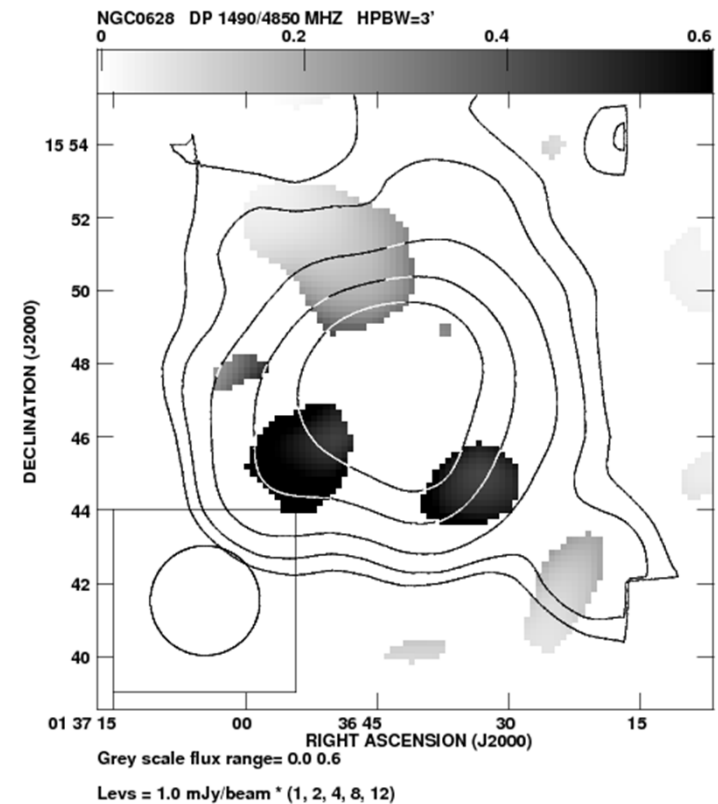 NGC0628 DP 1490/4850 MHZ HPBW=3'
0 0.2 0.4 0.6
15 54
52
50
48
46
44
42
40
DECLINATION (J2000)
01 37 15 00 36 45 30 15
RIGHT ASCENSION (J2000)
Grey scale flux range= 0.0 0.6
Levs = 1.0 mJy/beam * (1, 2, 4, 8, 12)